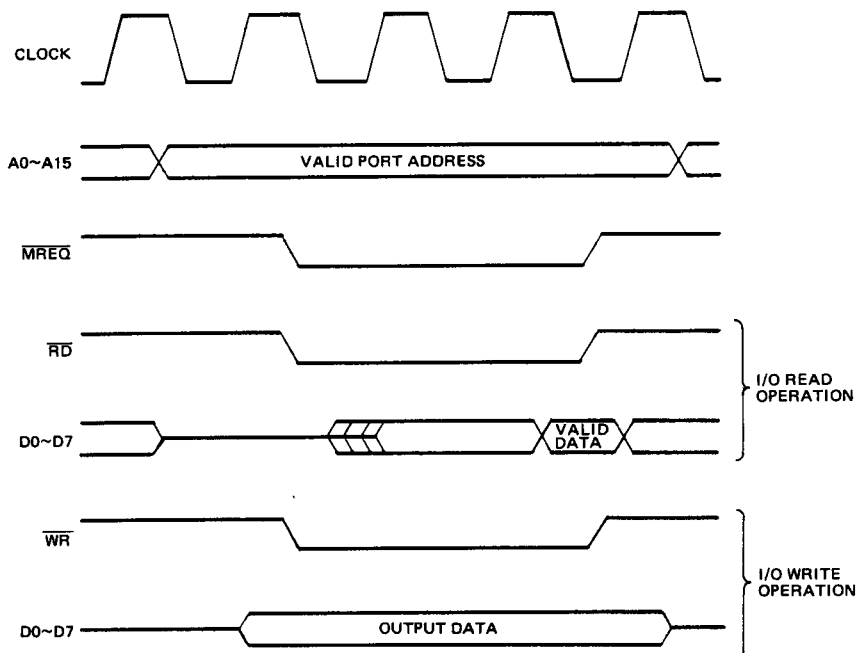 CLOCK
A0~A15
VALID PORT ADDRESS
MREQ
RD
I/O READ
OPERATION
D0~D7
VALID
DATA
WR
I/O WRITE
OPERATION
D0~D7
OUTPUT DATA